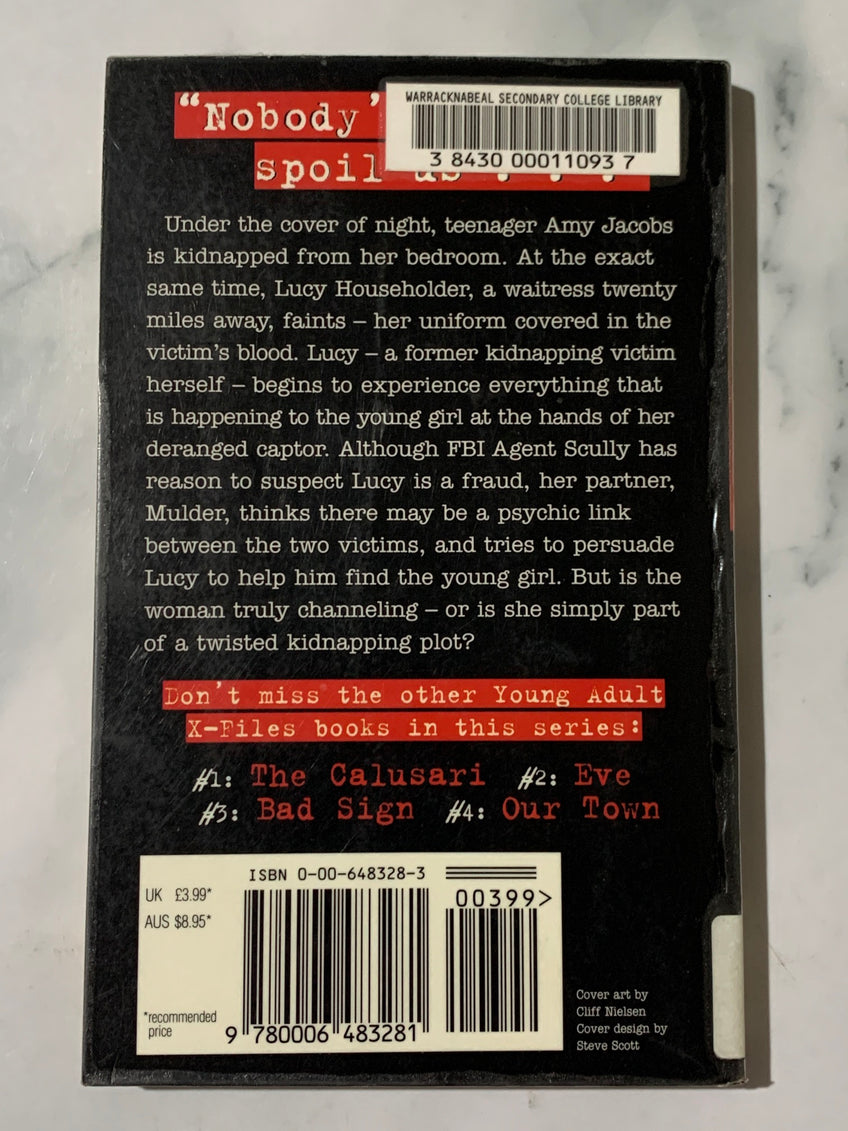 "Nobody'
WARRACKNABEAL SECONDARY COLLEGE LIBRARY
3 8430 00011093 7
spoil us . . .
Under the cover of night, teenager Amy Jacobs
is kidnapped from her bedroom. At the exact
same time, Lucy Householder, a waitress twenty
miles away, faints – her uniform covered in the
victim's blood. Lucy – a former kidnapping victim
herself – begins to experience everything that
is happening to the young girl at the hands of her
deranged captor. Although FBI Agent Scully has
reason to suspect Lucy is a fraud, her partner,
Mulder, thinks there may be a psychic link
between the two victims, and tries to persuade
Lucy to help him find the young girl. But is the
woman truly channeling – or is she simply part
of a twisted kidnapping plot?
Don't miss the other Young Adult
X-Files books in this series:
#1: The Calusari #2: Eve
#3: Bad Sign #4: Our Town
ISBN 0-00-648328-3
UK £3.99*
AUS $8.95*
00399>
*recommended
price
9 780006 483281
Cover art by
Cliff Nielsen
Cover design by
Steve Scott